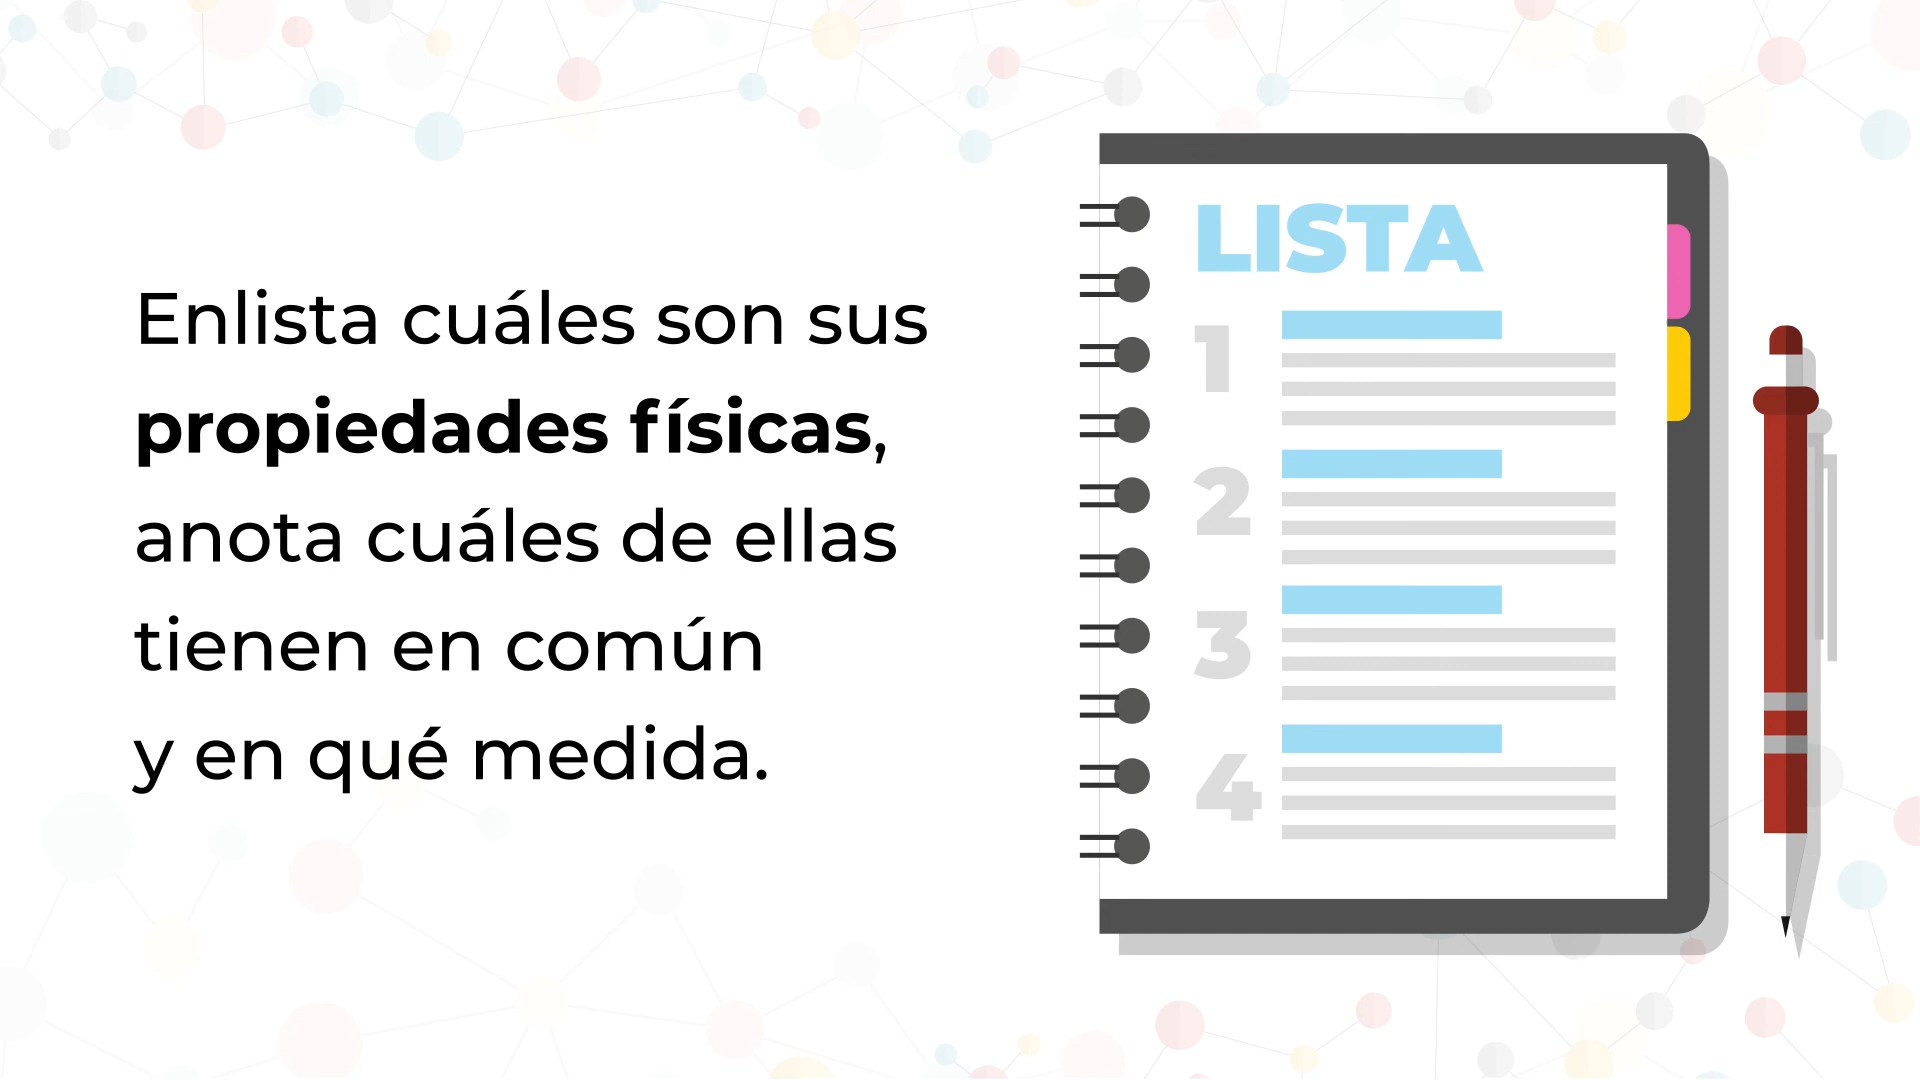 Enlista cuáles son sus
propiedades físicas,
anota cuáles de ellas
tienen en común
y en qué medida.
LISTA
1
2
3
4